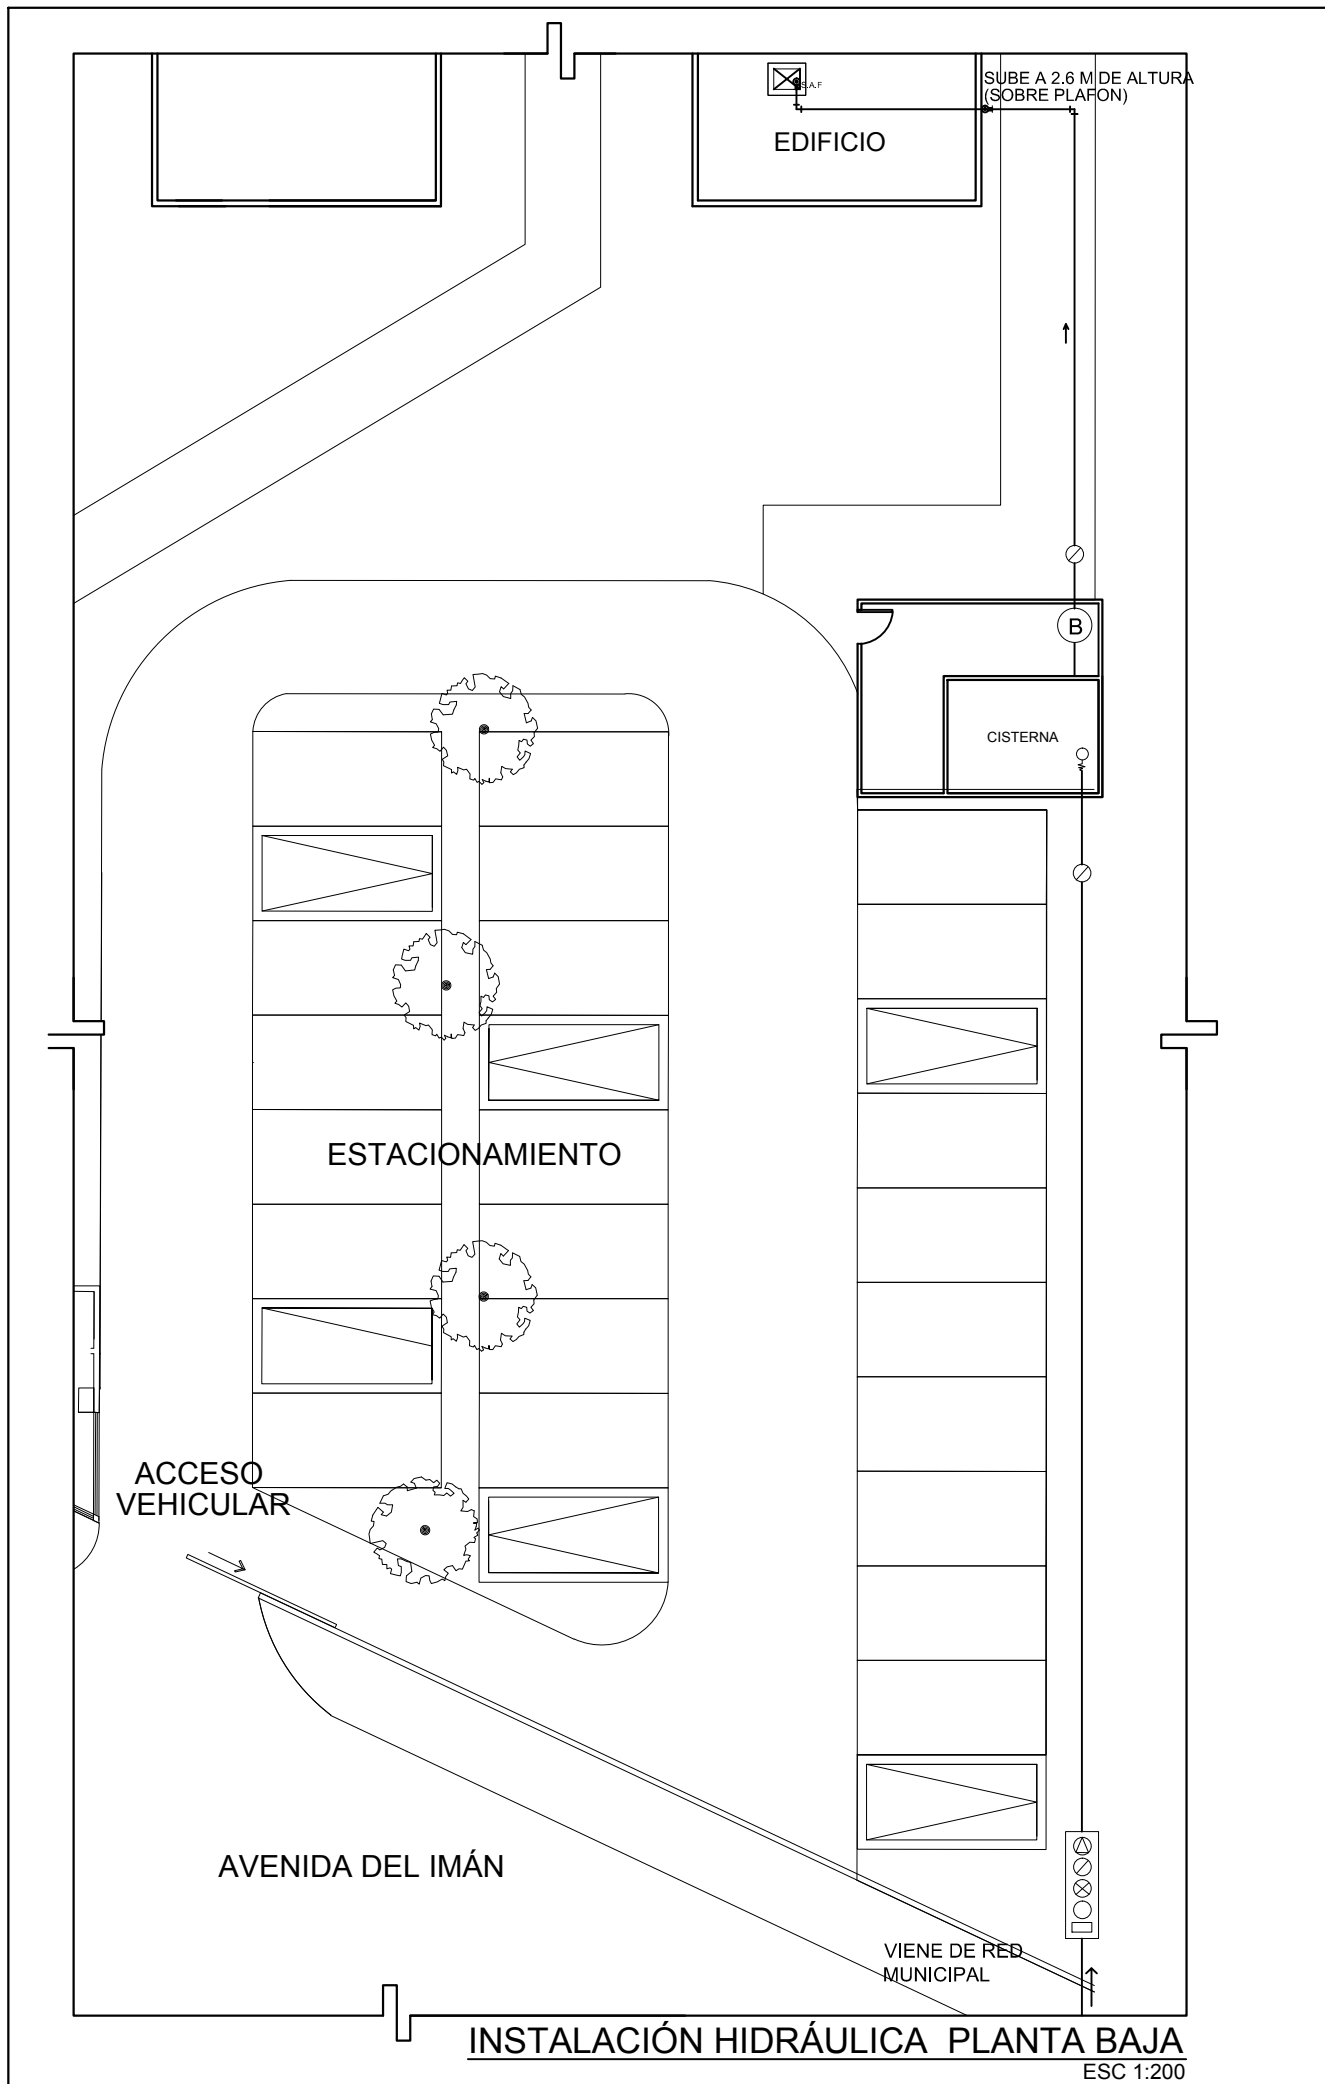 SUBE A 2.6 M DE ALTURA
(SOBRE PLAFON)
S.A.F
EDIFICIO
B
CISTERNA
ESTACIONAMIENTO
ACCESO
VEHICULAR
AVENIDA DEL IMÁN
VIENE DE RED
MUNICIPAL
INSTALACIÓN HIDRÁULICA PLANTA BAJA
ESC 1:200